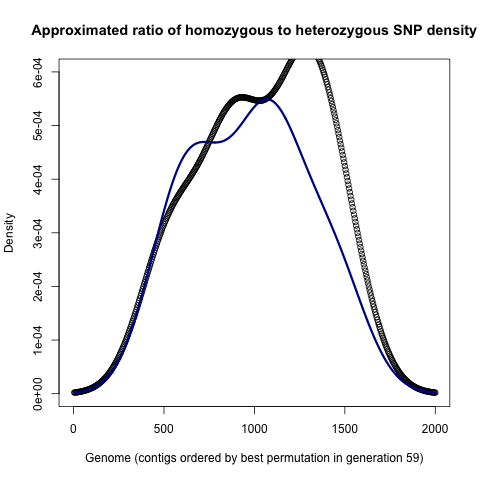 Approximated ratio of homozygous to heterozygous SNP density
6e-04
5e-04
4e-04
3e-04
2e-04
1e-04
0e+00
Density
0 500 1000 1500 2000
Genome (contigs ordered by best permutation in generation 59)